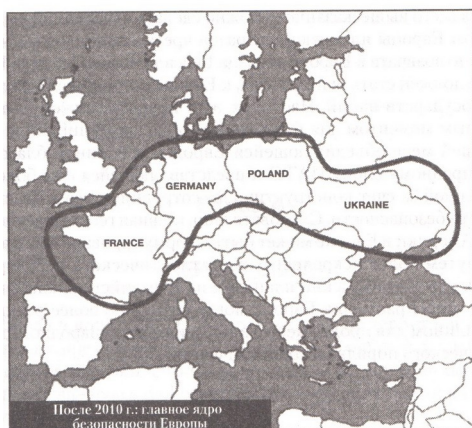 POLAND
GERMANY
UKRAINE
FRANCE
После 2010 г.: главное ядро
безопасности Европы